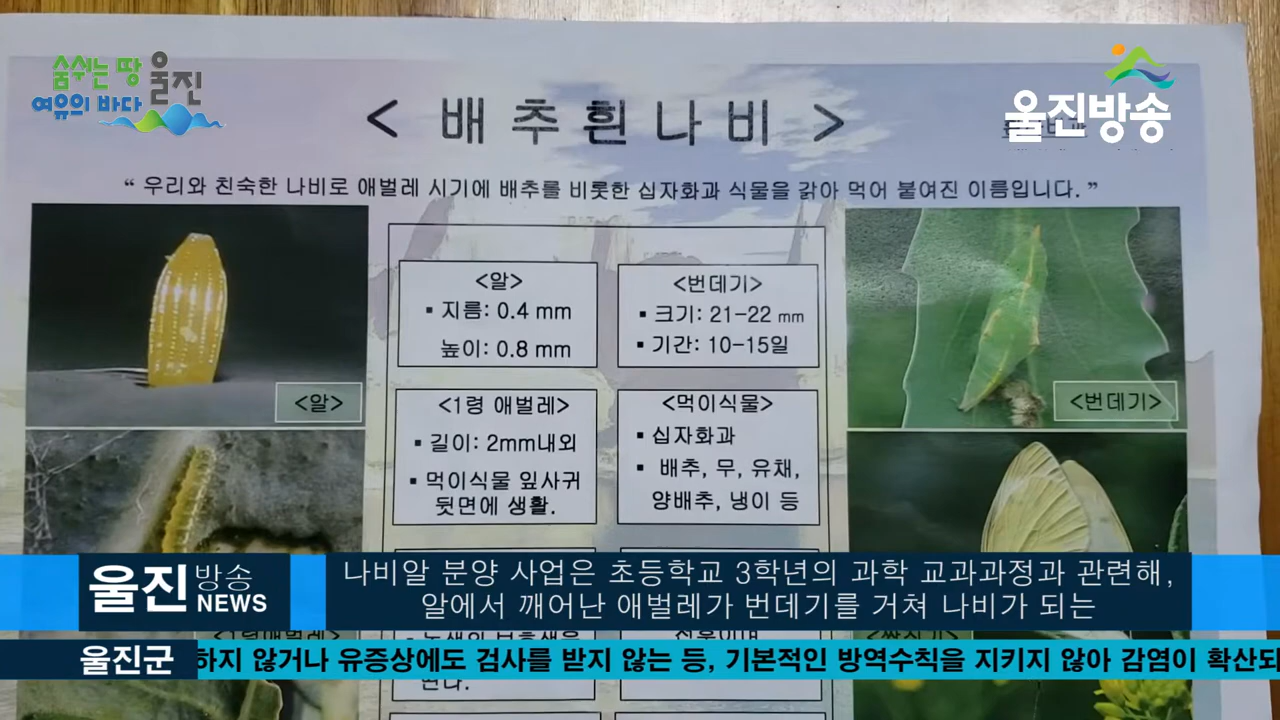 숨쉬는 땅 울진
여유의 바다
울진방송
< 배추흰나비 >
“ 우리와 친숙한 나비로 애벌레 시기에 배추를 비롯한 십자화과 식물을 갉아 먹어 붙여진 이름입니다. ”
<알>
▪ 지름: 0.4 mm
높이: 0.8 mm
<번데기>
▪ 크기: 21-22 mm
▪ 기간: 10-15일
<알>
<번데기>
<1령 애벌레>
▪ 길이: 2mm내외
▪ 먹이식물 잎사귀
뒷면에 생활.
<먹이식물>
▪ 십자화과
▪ 배추, 무, 유채,
양배추, 냉이 등
울진 방송 NEWS
나비알 분양 사업은 초등학교 3학년의 과학 교과과정과 관련해,
알에서 깨어난 애벌레가 번데기를 거쳐 나비가 되는
<1령애벌레>
울진군
하지 않거나 유증상에도 검사를 받지 않는 등, 기본적인 방역수칙을 지키지 않아 감염이 확산되